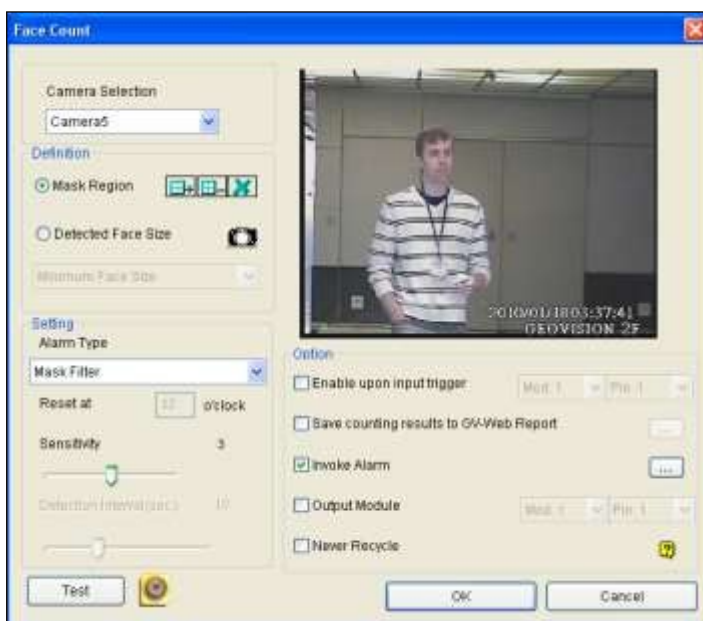 Face Count
Camera Selection
Camera5
Definition
Mask Region
Detected Face Size
Minimum Face Size
Setting
Alarm Type
Mask Filter
Reset at 12 o'clock
Sensitivity 3
Detection Interval(sec.) 10
Test
2010/01/18 03:37:41
GEOVISION 2F
Option
Enable upon input trigger Mod. 1 Pin 1
Save counting results to GV-Web Report ...
Invoke Alarm ...
Output Module Mod. 1 Pin 1
Never Recycle
OK Cancel